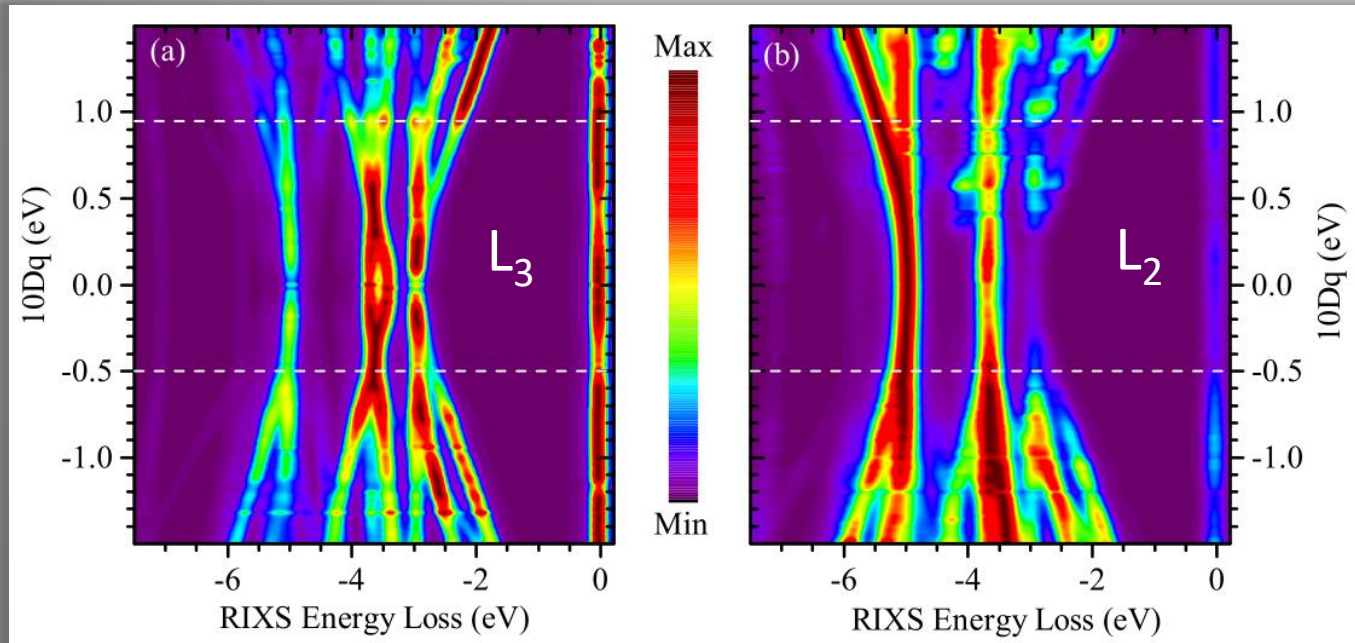 (a)
L₃
10Dq (eV)
1.0
0.5
0.0
-0.5
-1.0
-6
-4
-2
0
RIXS Energy Loss (eV)
Max
Min
(b)
L₂
1.0
0.5
0.0
-0.5
-1.0
10Dq (eV)
-6
-4
-2
0
RIXS Energy Loss (eV)